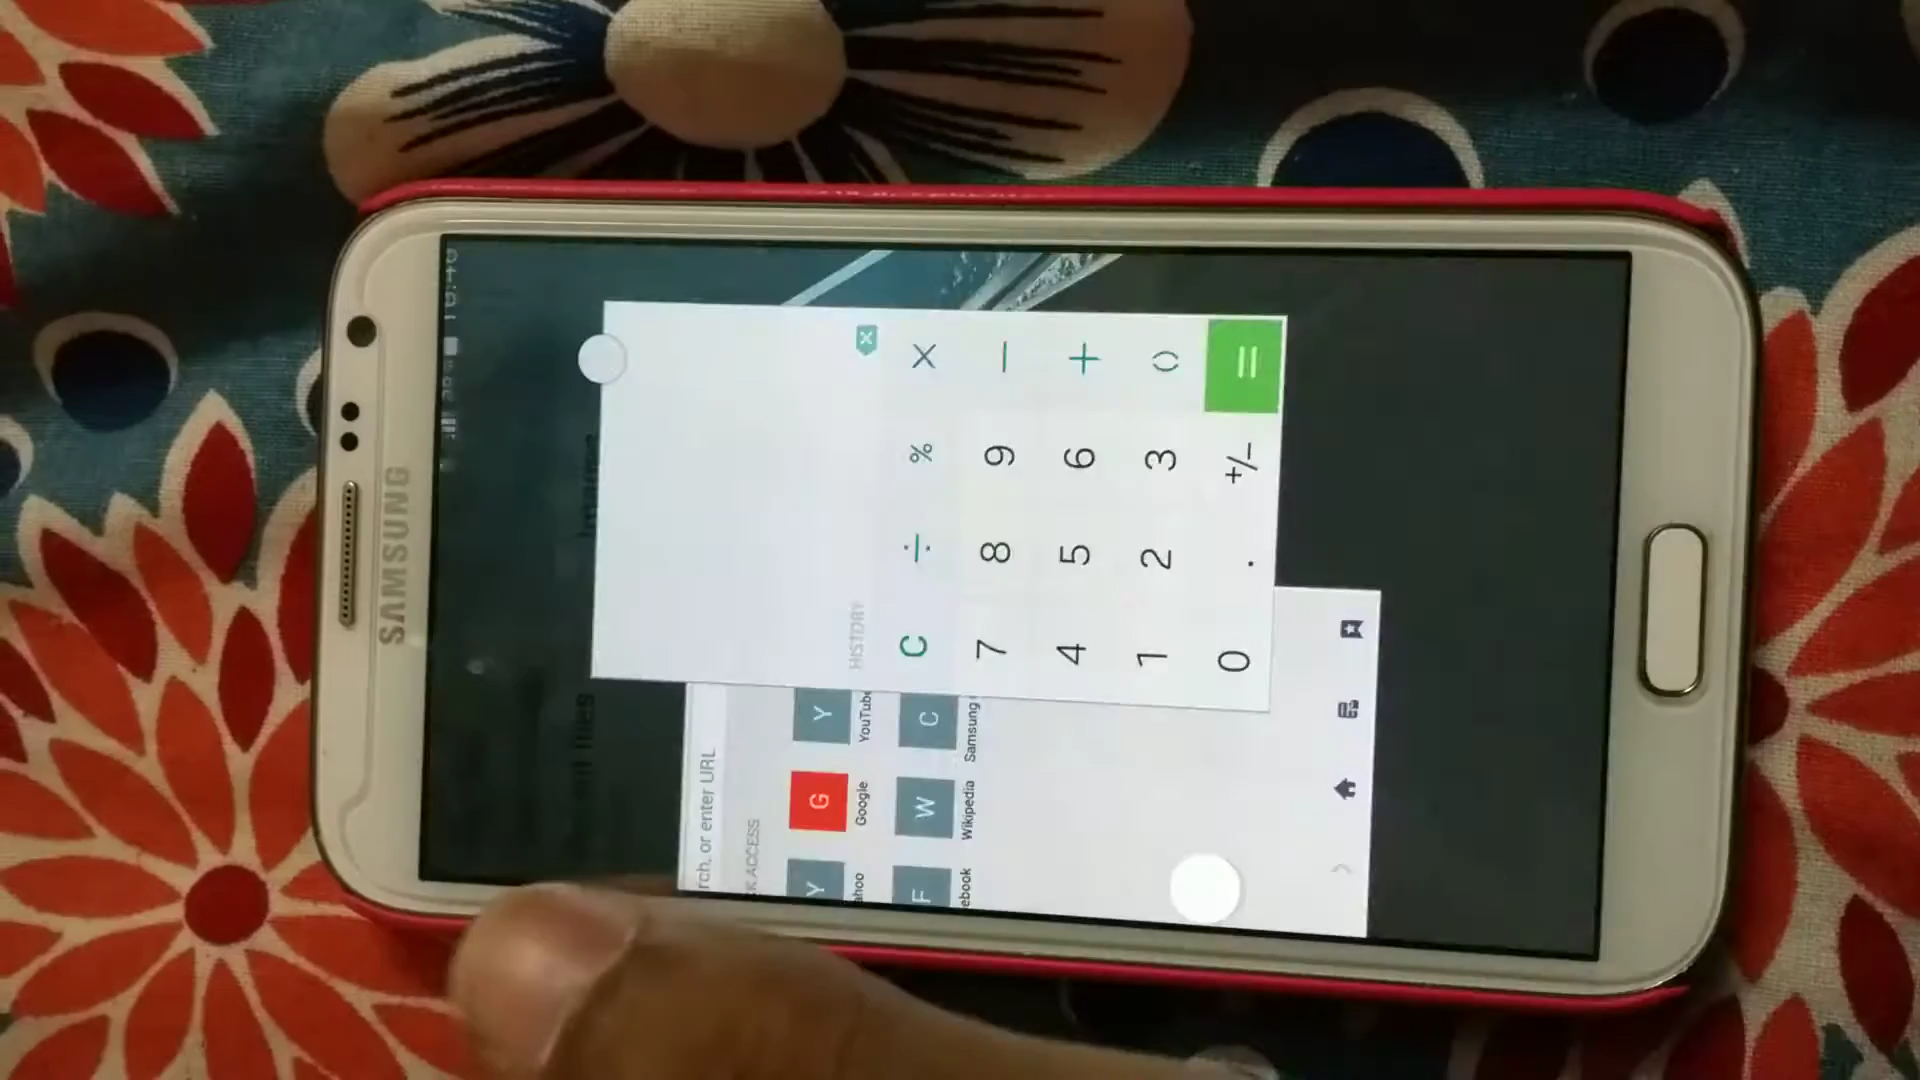 SAMSUNG
HISTORY
C ÷ % ×
7 8 9 −
4 5 6 +
1 2 3 ()
0 . +/− =
rch, or enter URL
K ACCESS
Y G Y
ahoo Google YouTube
F W C
ebook Wikipedia Samsung